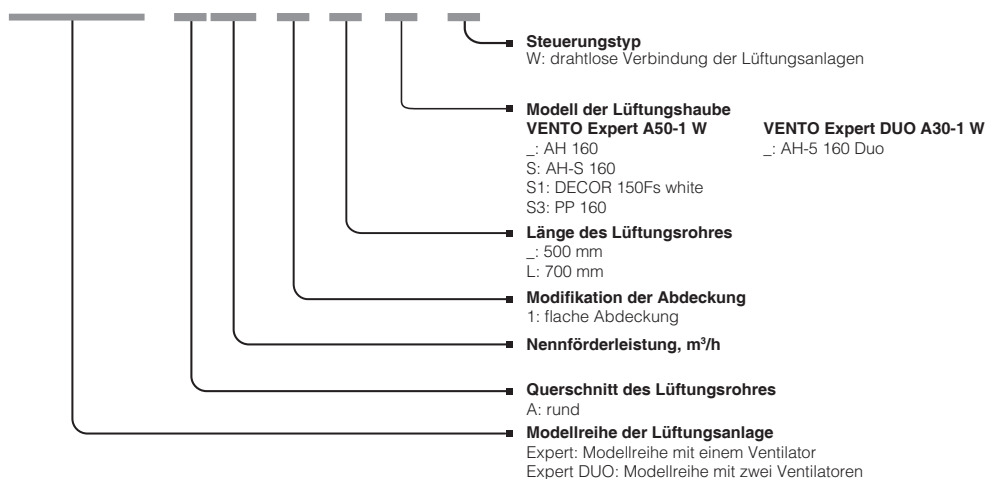 Steuerungstyp
W: drahtlose Verbindung der Lüftungsanlagen
Modell der Lüftungshaube
VENTO Expert A50-1 W
_: AH 160
S: AH-S 160
S1: DECOR 150Fs white
S3: PP 160
VENTO Expert DUO A30-1 W
_: AH-5 160 Duo
Länge des Lüftungsrohres
_: 500 mm
L: 700 mm
Modifikation der Abdeckung
1: flache Abdeckung
Nennförderleistung, m³/h
Querschnitt des Lüftungsrohres
A: rund
Modellreihe der Lüftungsanlage
Expert: Modellreihe mit einem Ventilator
Expert DUO: Modellreihe mit zwei Ventilatoren